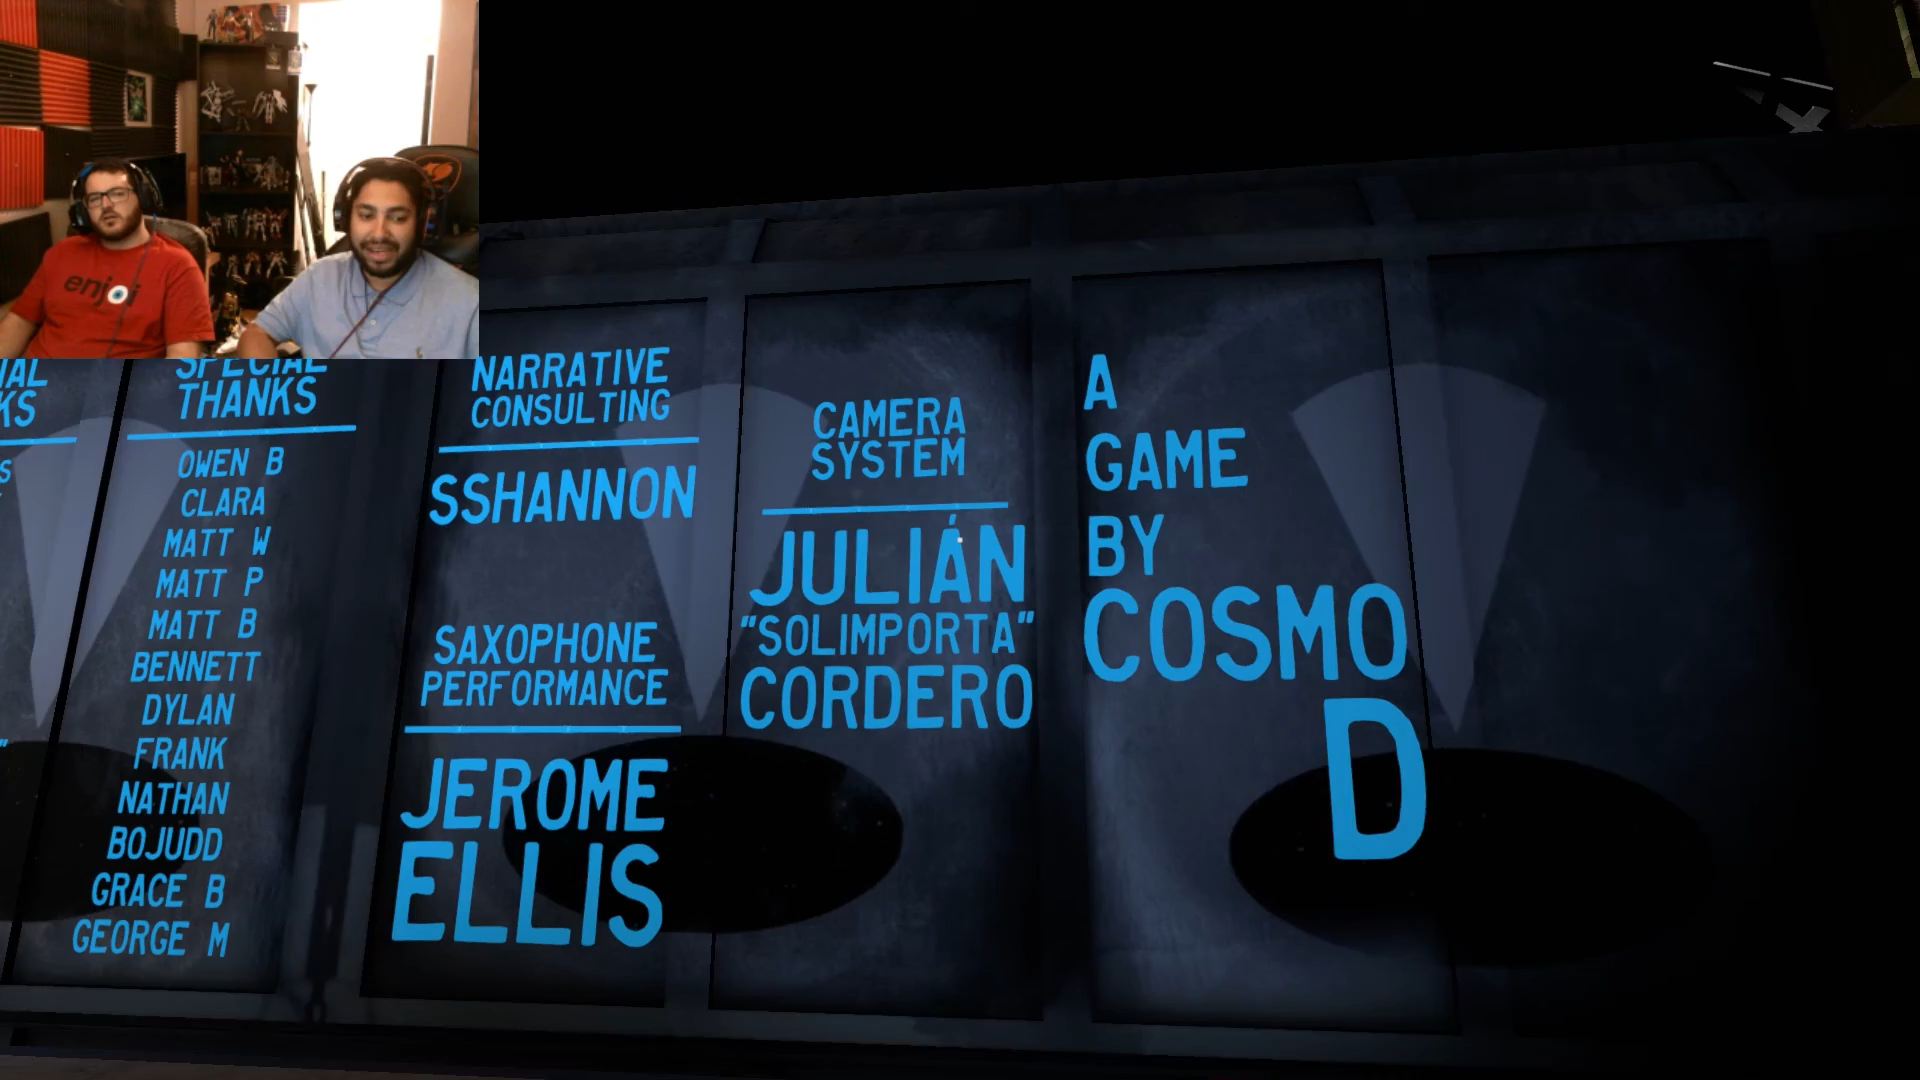 enjoi
SPECIAL
THANKS
OWEN B
CLARA
MATT W
MATT P
MATT B
BENNETT
DYLAN
FRANK
NATHAN
BOJUDD
GRACE B
GEORGE M
NARRATIVE
CONSULTING
SSHANNON
SAXOPHONE
PERFORMANCE
JEROME
ELLIS
CAMERA
SYSTEM
JULIÁN
"SOLIMPORTA"
CORDERO
A
GAME
BY
COSMO
D